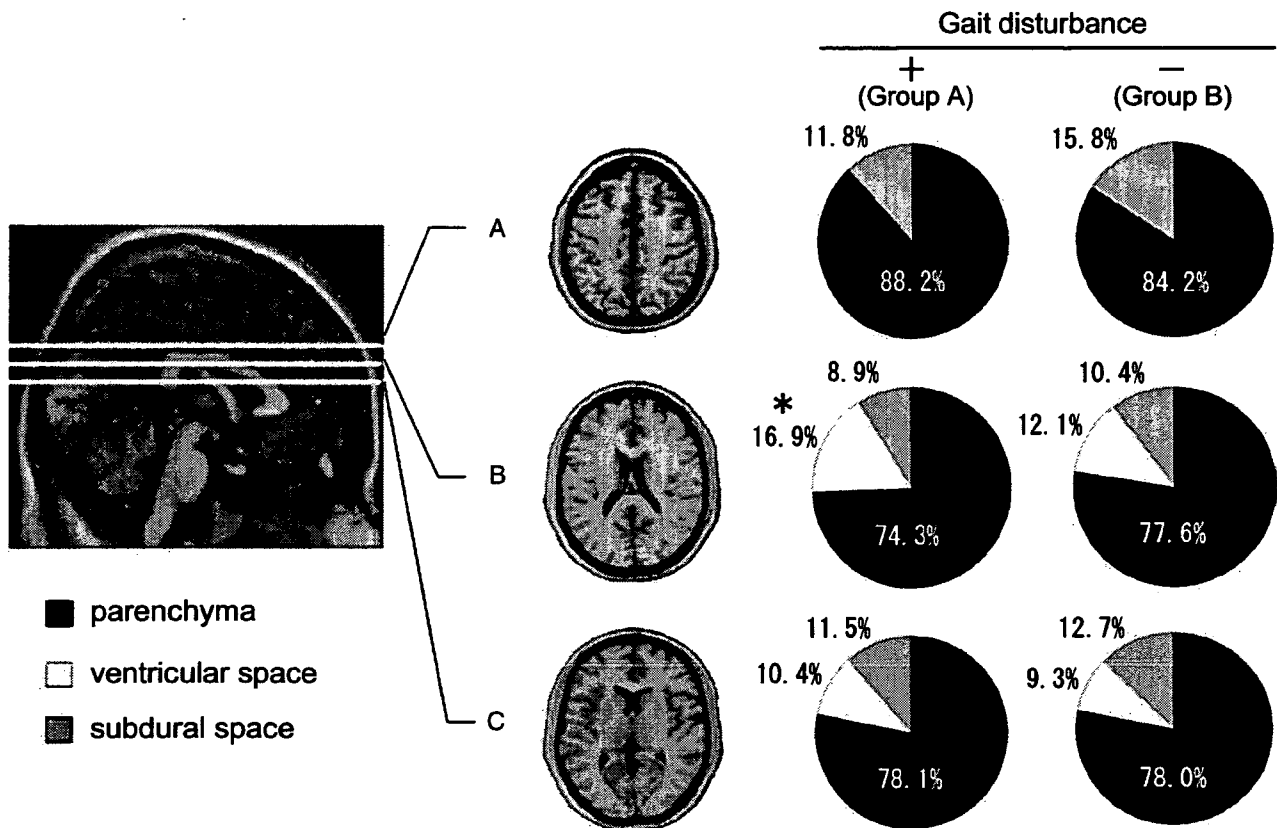 Gait disturbance
+ −
(Group A) (Group B)
A
11.8% 15.8%
88.2% 84.2%
B
* 8.9% 10.4%
16.9% 12.1%
74.3% 77.6%
C
11.5% 12.7%
10.4% 9.3%
78.1% 78.0%
parenchyma
ventricular space
subdural space